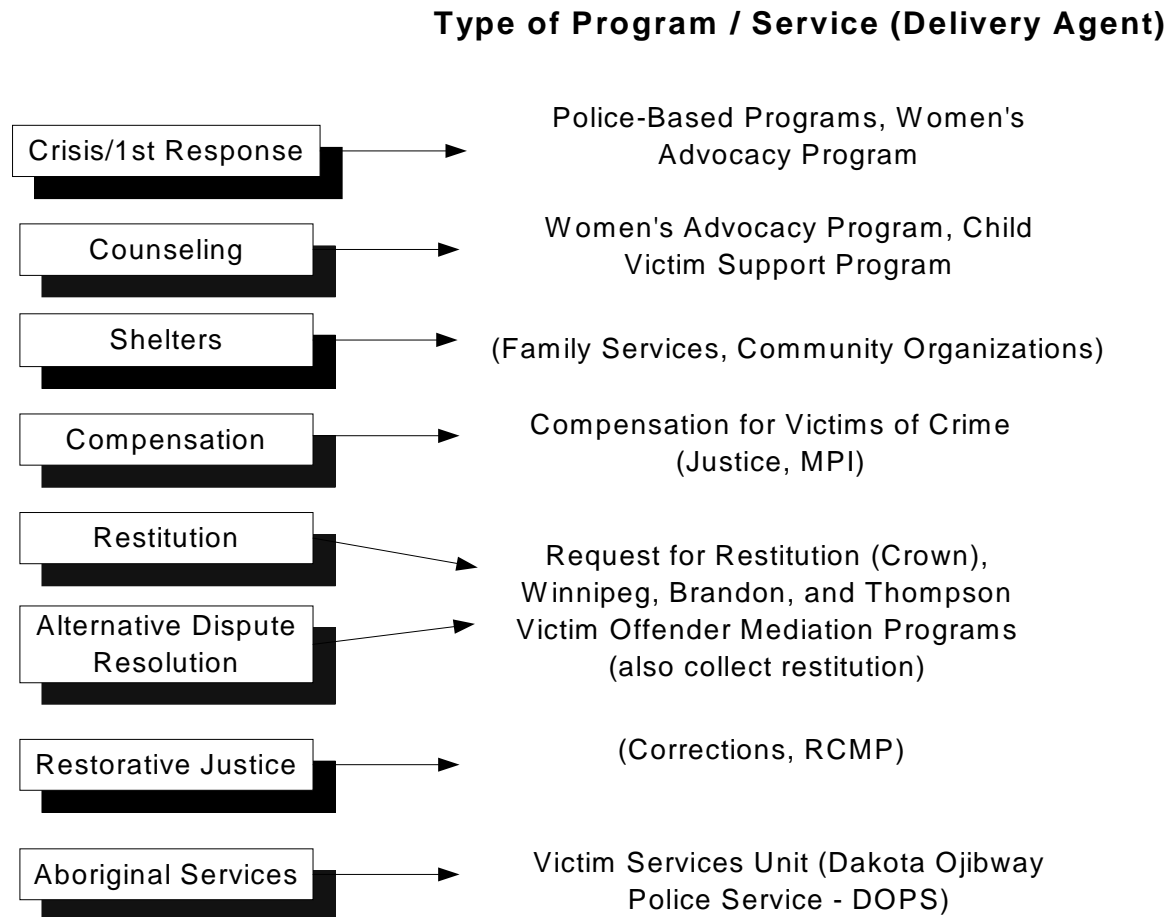 Type of Program / Service (Delivery Agent)
Crisis/1st Response
Police-Based Programs, Women's
Advocacy Program
Counseling
Women's Advocacy Program, Child
Victim Support Program
Shelters
(Family Services, Community Organizations)
Compensation
Compensation for Victims of Crime
(Justice, MPI)
Restitution
Alternative Dispute
Resolution
Request for Restitution (Crown),
Winnipeg, Brandon, and Thompson
Victim Offender Mediation Programs
(also collect restitution)
Restorative Justice
(Corrections, RCMP)
Aboriginal Services
Victim Services Unit (Dakota Ojibway
Police Service - DOPS)